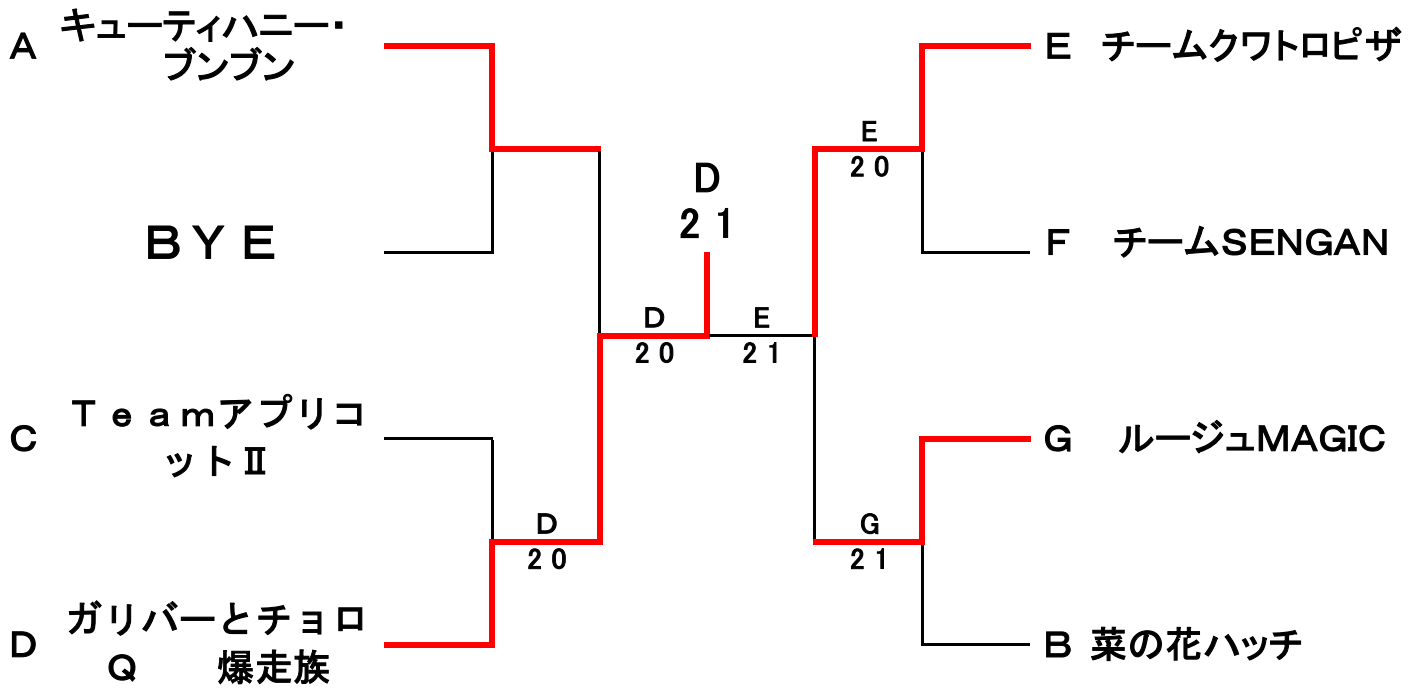 A キューティハニー・
ブンブン
BYE
C Ｔｅａｍアプリコ
ットⅡ
D ガリバーとチョロ
Q 爆走族
D
20
D
20
D
21
E
21
E
20
G
21
E チームクワトロピザ
F チームSENGAN
G ルージュMAGIC
B 菜の花ハッチ